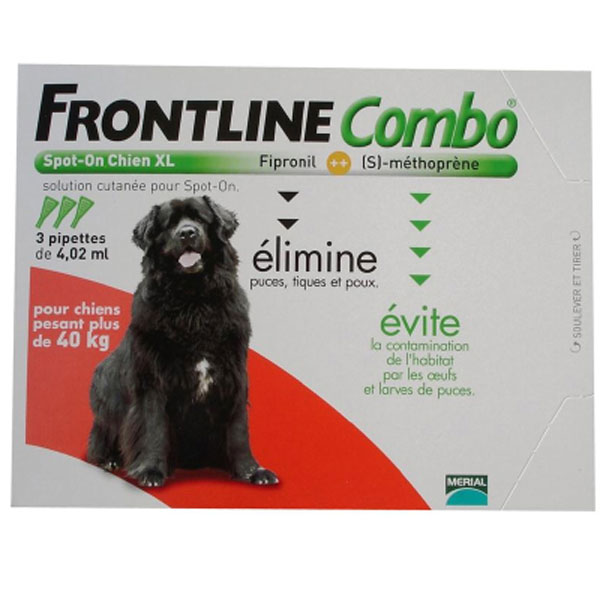 FRONTLINE Combo®
Spot-On Chien XL Fipronil ++ (S)-méthoprène
solution cutanée pour Spot-On.
3 pipettes
de 4,02 ml
élimine
puces, tiques et poux.
pour chiens
pesant plus
de 40 kg
évite
la contamination
de l'habitat
par les œufs
et larves de puces.
SOULEVER ET TIRER
MERIAL